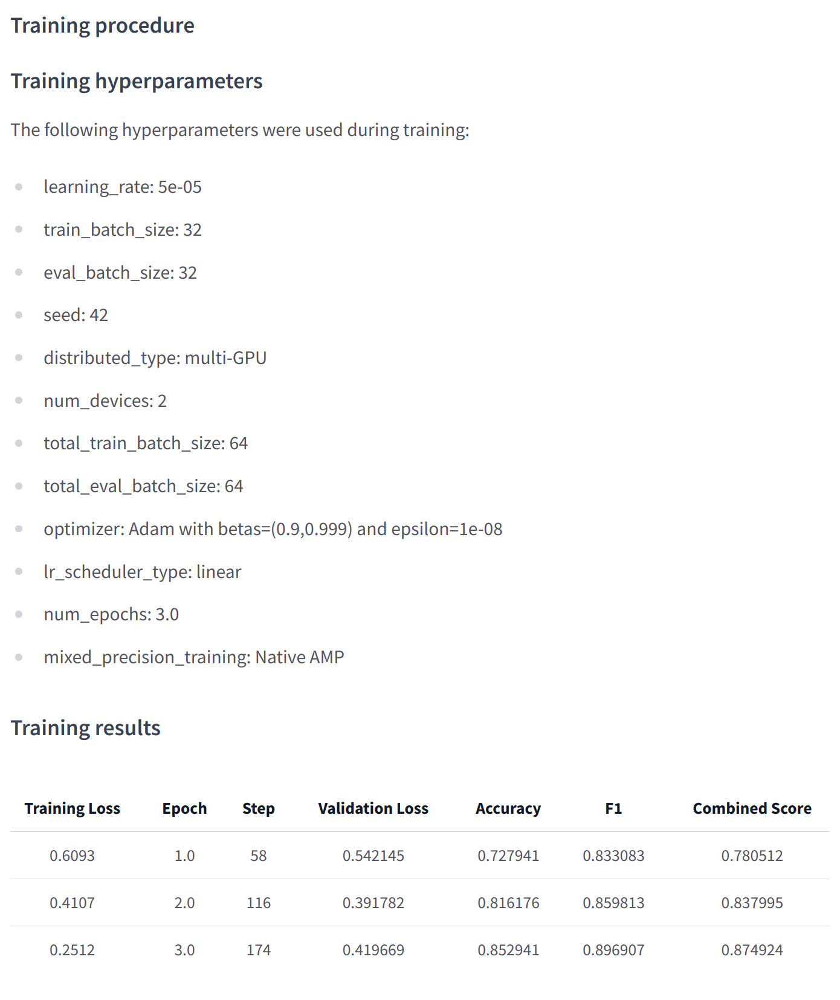 Training procedure
Training hyperparameters
The following hyperparameters were used during training:
learning_rate: 5e-05
train_batch_size: 32
eval_batch_size: 32
seed: 42
distributed_type: multi-GPU
num_devices: 2
total_train_batch_size: 64
total_eval_batch_size: 64
optimizer: Adam with betas=(0.9,0.999) and epsilon=1e-08
lr_scheduler_type: linear
num_epochs: 3.0
mixed_precision_training: Native AMP
Training results
Training Loss Epoch Step Validation Loss Accuracy F1 Combined Score
0.6093 1.0 58 0.542145 0.727941 0.833083 0.780512
0.4107 2.0 116 0.391782 0.816176 0.859813 0.837995
0.2512 3.0 174 0.419669 0.852941 0.896907 0.874924